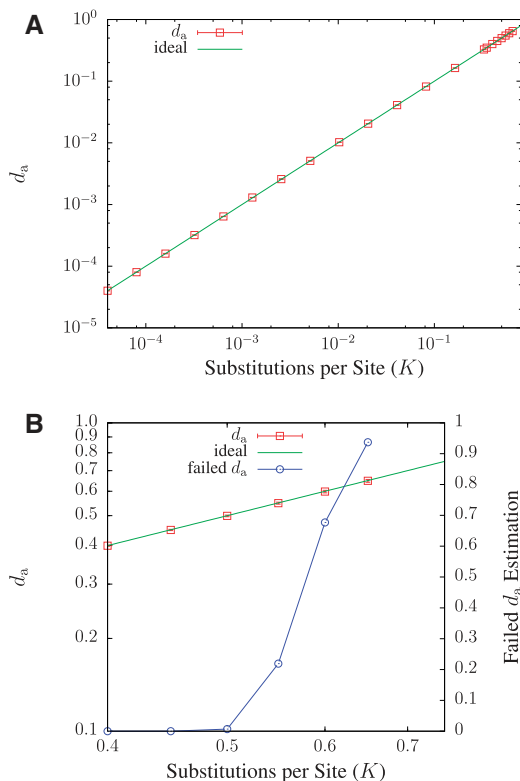 A
d_a
ideal
10^0
10^-1
10^-2
10^-3
10^-4
10^-5
d_a
10^-4 10^-3 10^-2 10^-1
Substitutions per Site (K)
B
d_a
ideal
failed d_a
1.0
0.9
0.8
0.7
0.6
0.5
0.4
0.3
0.2
0.1
d_a
1
0.9
0.8
0.7
0.6
0.5
0.4
0.3
0.2
0.1
0
Failed d_a Estimation
0.4 0.5 0.6 0.7
Substitutions per Site (K)